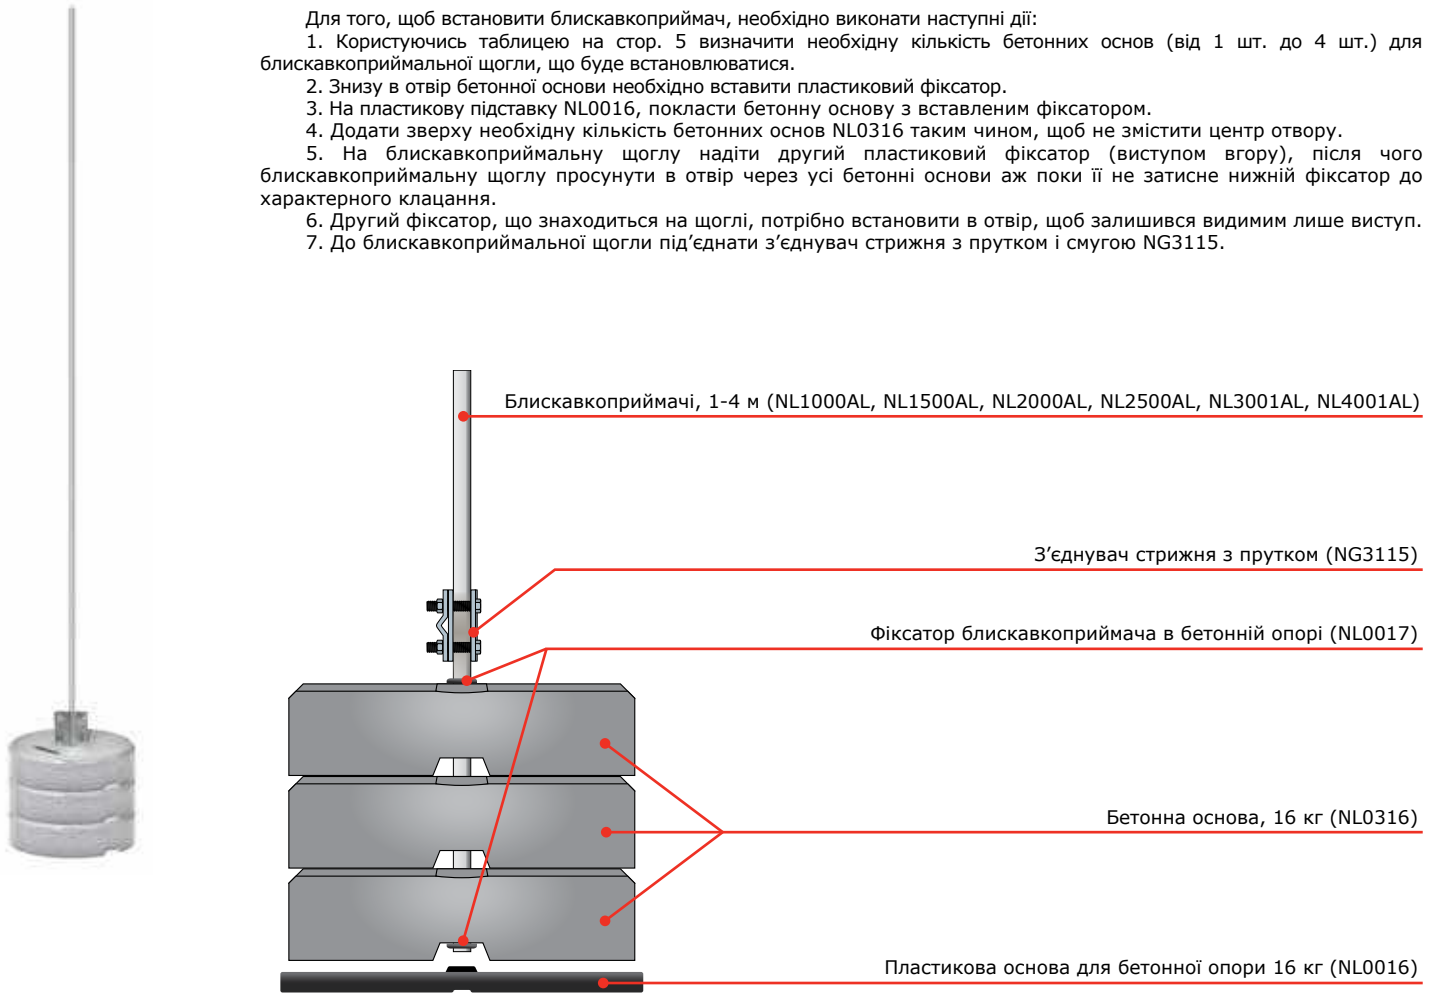 Для того, щоб встановити блискавкоприймач, необхідно виконати наступні дії:
1. Користуючись таблицею на стор. 5 визначити необхідну кількість бетонних основ (від 1 шт. до 4 шт.) для
блискавкоприймальної щогли, що буде встановлюватися.
2. Знизу в отвір бетонної основи необхідно вставити пластиковий фіксатор.
3. На пластикову підставку NL0016, покласти бетонну основу з вставленим фіксатором.
4. Додати зверху необхідну кількість бетонних основ NL0316 таким чином, щоб не змістити центр отвору.
5. На блискавкоприймальну щоглу надіти другий пластиковий фіксатор (виступом вгору), після чого
блискавкоприймальну щоглу просунути в отвір через усі бетонні основи аж поки її не затисне нижній фіксатор до
характерного клацання.
6. Другий фіксатор, що знаходиться на щоглі, потрібно встановити в отвір, щоб залишився видимим лише виступ.
7. До блискавкоприймальної щогли під’єднати з’єднувач стрижня з прутком і смугою NG3115.
Блискавкоприймачі, 1-4 м (NL1000AL, NL1500AL, NL2000AL, NL2500AL, NL3001AL, NL4001AL)
З’єднувач стрижня з прутком (NG3115)
Фіксатор блискавкоприймача в бетонній опорі (NL0017)
Бетонна основа, 16 кг (NL0316)
Пластикова основа для бетонної опори 16 кг (NL0016)